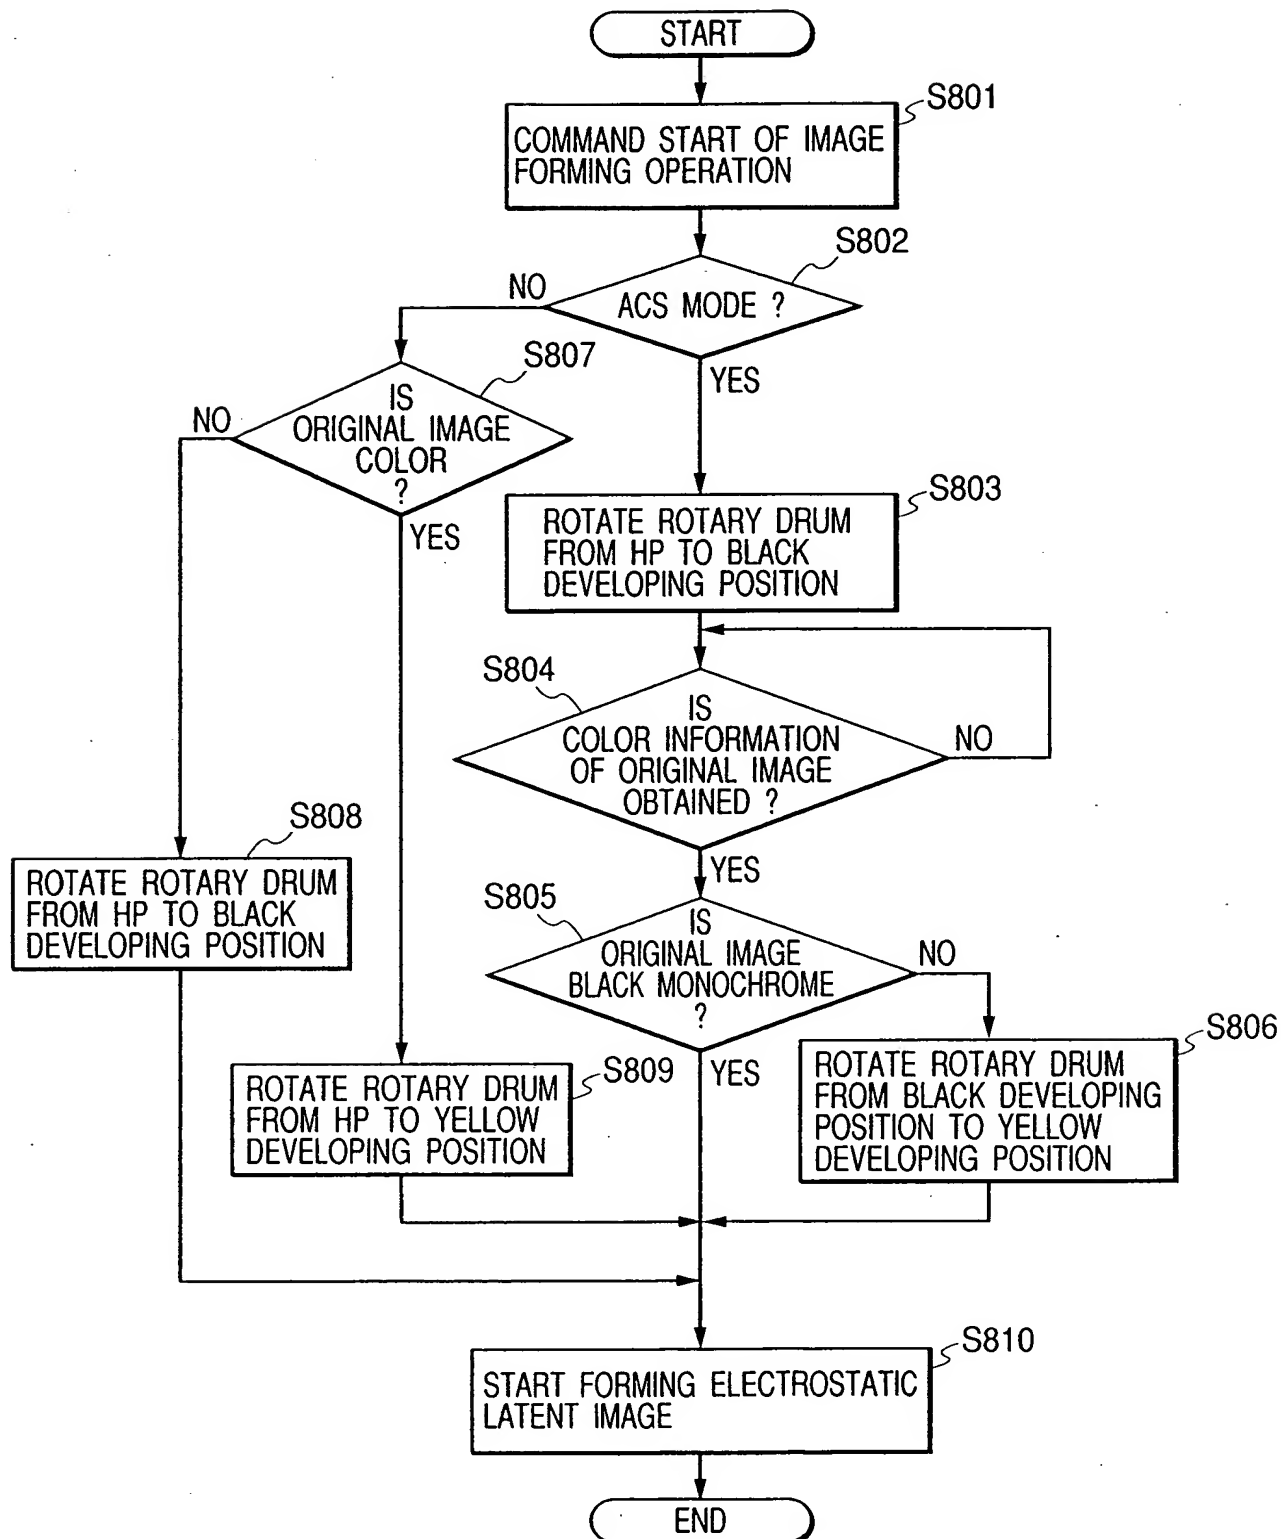 START
S801
COMMAND START OF IMAGE
FORMING OPERATION
S802
ACS MODE ?
NO
YES
S807
IS
ORIGINAL IMAGE
COLOR
?
NO
YES
S803
ROTATE ROTARY DRUM
FROM HP TO BLACK
DEVELOPING POSITION
S804
IS
COLOR INFORMATION
OF ORIGINAL IMAGE
OBTAINED ?
NO
YES
S808
ROTATE ROTARY DRUM
FROM HP TO BLACK
DEVELOPING POSITION
S805
IS
ORIGINAL IMAGE
BLACK MONOCHROME
?
NO
YES
S809
ROTATE ROTARY DRUM
FROM HP TO YELLOW
DEVELOPING POSITION
S806
ROTATE ROTARY DRUM
FROM BLACK DEVELOPING
POSITION TO YELLOW
DEVELOPING POSITION
S810
START FORMING ELECTROSTATIC
LATENT IMAGE
END